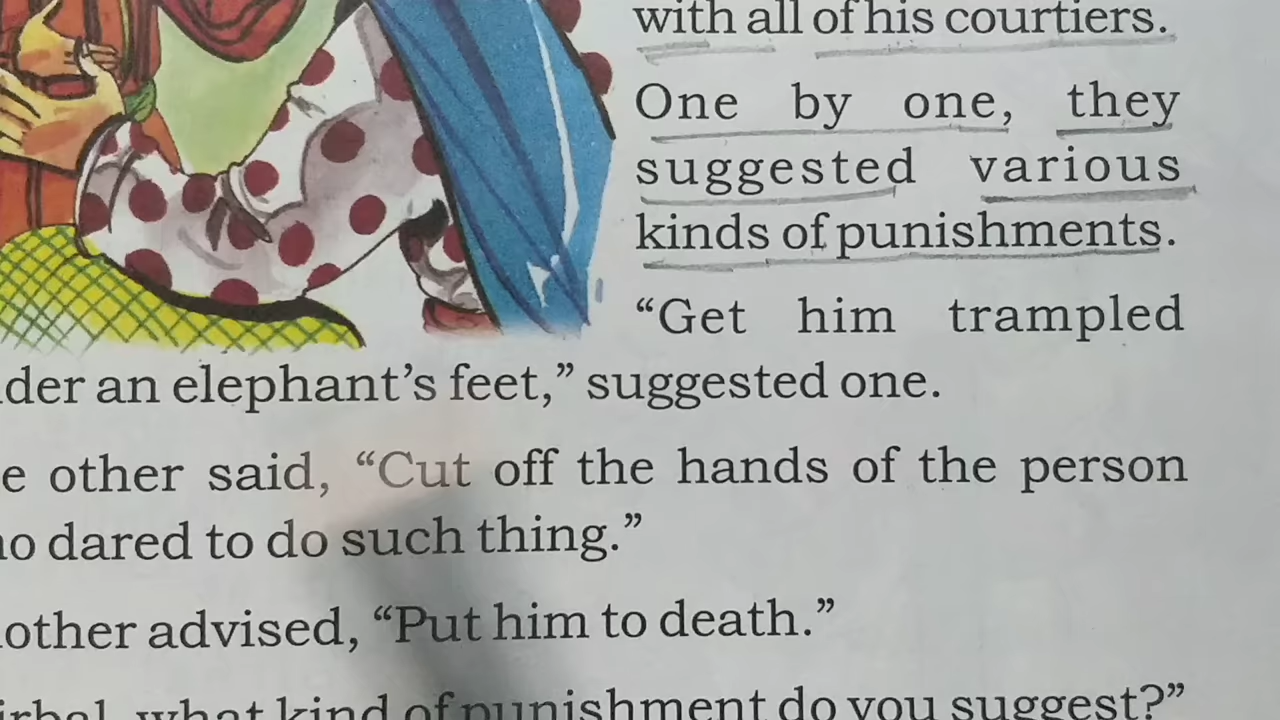 with all of his courtiers.
One by one, they
suggested various
kinds of punishments.
“Get him trampled
der an elephant’s feet,” suggested one.
e other said, “Cut off the hands of the person
o dared to do such thing.”
other advised, “Put him to death.”
what kind of punishment do you suggest?”